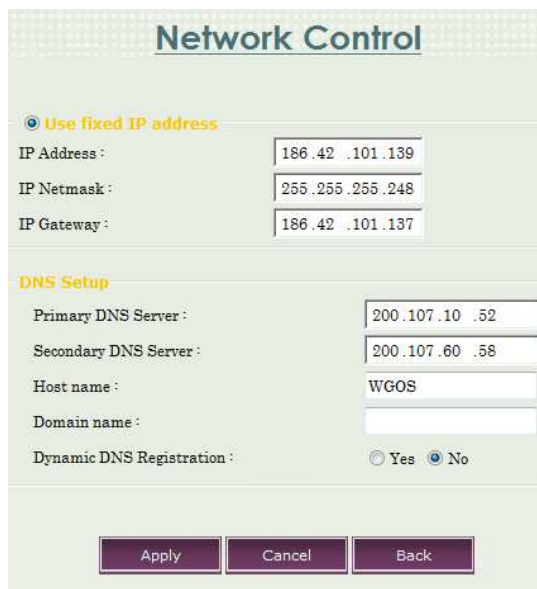 Network Control
Use fixed IP address
IP Address : 186.42 .101.139
IP Netmask : 255.255.255.248
IP Gateway : 186.42 .101.137
DNS Setup
Primary DNS Server : 200.107.10 .52
Secondary DNS Server : 200.107.60 .58
Host name : WGOS
Domain name :
Dynamic DNS Registration : Yes No
Apply Cancel Back